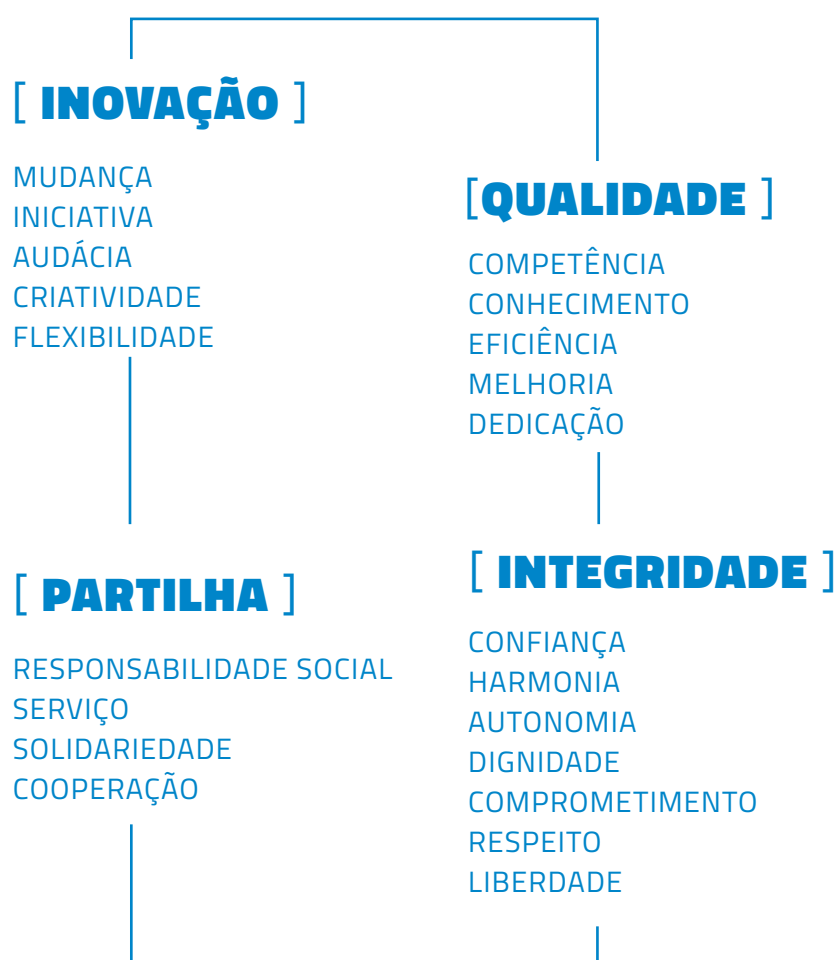 [ INOVAÇÃO ]
MUDANÇA
INICIATIVA
AUDÁCIA
CRIATIVIDADE
FLEXIBILIDADE
[QUALIDADE ]
COMPETÊNCIA
CONHECIMENTO
EFICIÊNCIA
MELHORIA
DEDICAÇÃO
[ PARTILHA ]
RESPONSABILIDADE SOCIAL
SERVIÇO
SOLIDARIEDADE
COOPERAÇÃO
[ INTEGRIDADE ]
CONFIANÇA
HARMONIA
AUTONOMIA
DIGNIDADE
COMPROMETIMENTO
RESPEITO
LIBERDADE